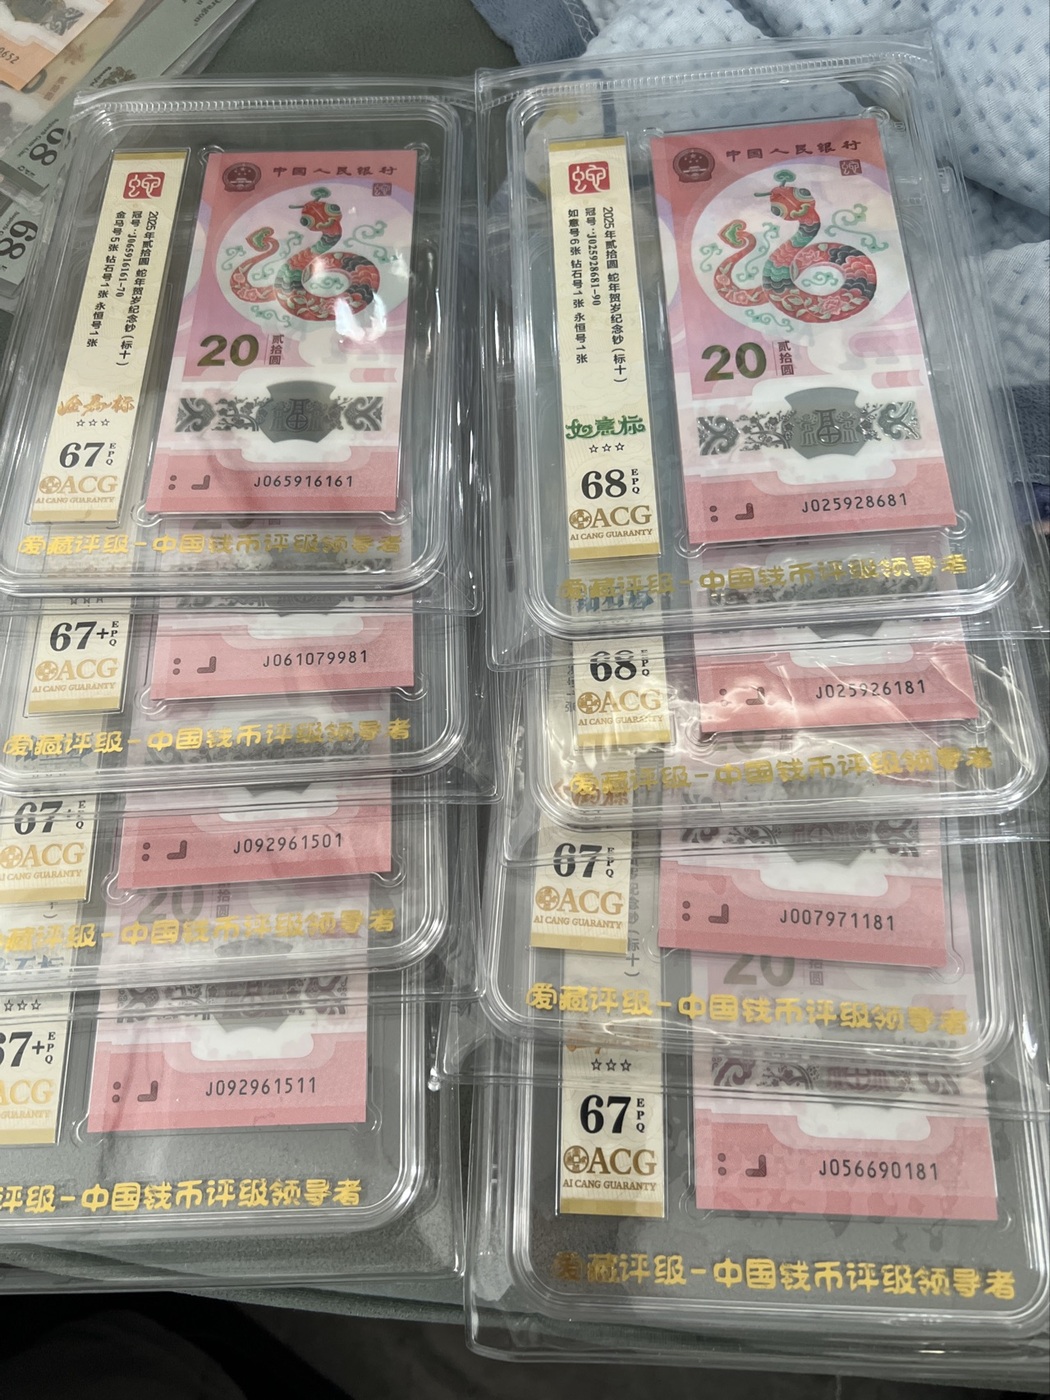 中国人民银行
20
贰拾圆
J065916161
2025年贰拾圆 蛇年贺岁纪念钞(标十)
冠号:J065916161-70
金马号5张 钻石号1张 永恒号1张
☆☆☆
67 EPQ
ACG
AI CANG GUARANTY
爱藏评级-中国钱币评级领导者
☆☆☆
67+ EPQ
ACG
AI CANG GUARANTY
J061079981
爱藏评级-中国钱币评级领导者
67
ACG
AI CANG GUARANTY
J092961501
藏评级-中国钱币评级领导者
☆☆☆
67+ EPQ
ACG
AI CANG GUARANTY
J092961511
评级-中国钱币评级领导者
中国人民银行
20
贰拾圆
J025928681
2025年贰拾圆 蛇年贺岁纪念钞(标十)
冠号:J025928681-90
如意号6张 钻石号1张 永恒号1张
如意标
☆☆☆
68 EPQ
ACG
AI CANG GUARANTY
爱藏评级-中国钱币评级领导者
68 EPQ
ACG
AI CANG GUARANTY
J025926181
爱藏评级-中国钱币评级领导者
67 EPQ
ACG
AI CANG GUARANTY
J007971181
20
爱藏评级-中国钱币评级领导者
☆☆☆
67 EPQ
ACG
AI CANG GUARANTY
J056690181
爱藏评级-中国钱币评级领导者